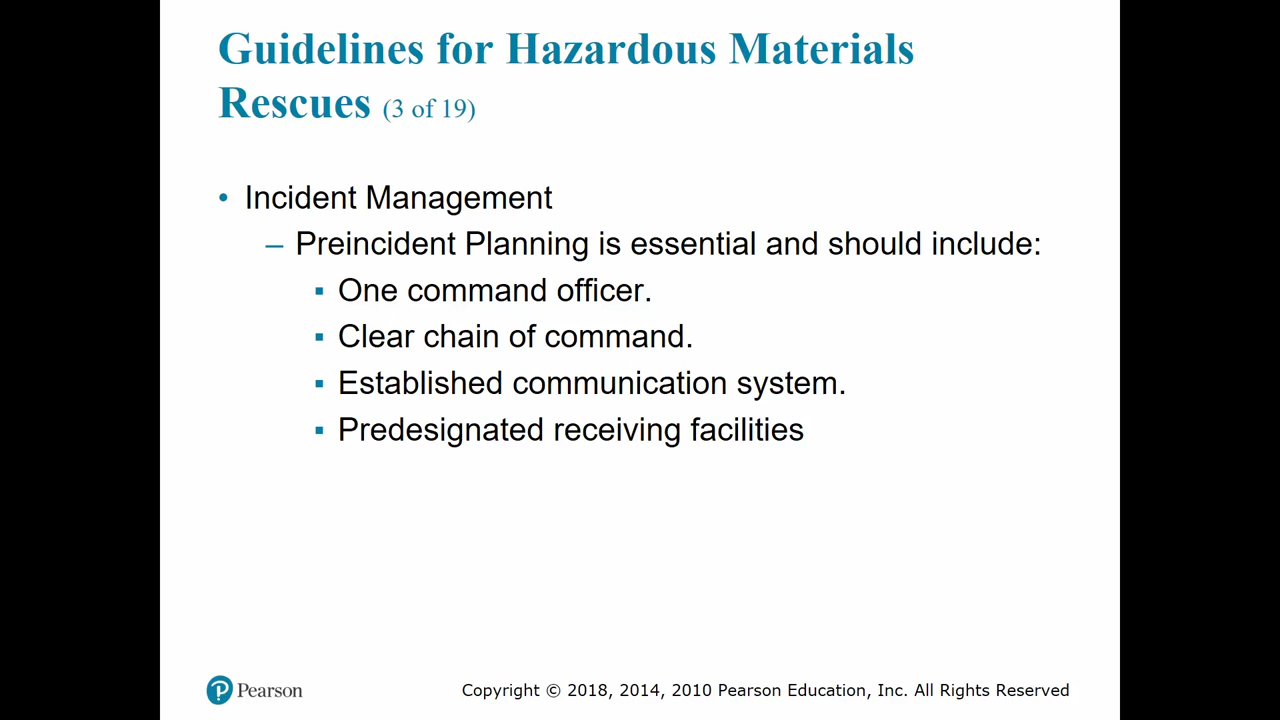 Guidelines for Hazardous Materials
Rescues (3 of 19)
• Incident Management
– Preincident Planning is essential and should include:
▪ One command officer.
▪ Clear chain of command.
▪ Established communication system.
▪ Predesignated receiving facilities
Pearson
Copyright © 2018, 2014, 2010 Pearson Education, Inc. All Rights Reserved